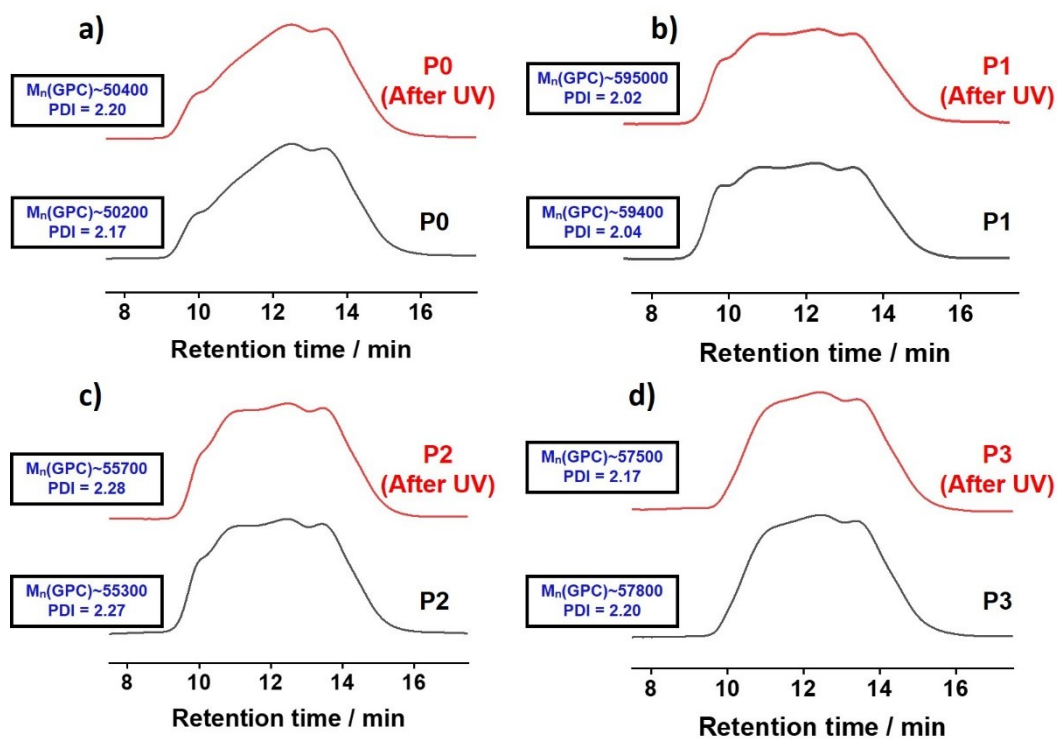 a)
P0
(After UV)
Mn(GPC)~50400
PDI = 2.20
Mn(GPC)~50200
PDI = 2.17
P0
8 10 12 14 16
Retention time / min
b)
P1
(After UV)
Mn(GPC)~595000
PDI = 2.02
Mn(GPC)~59400
PDI = 2.04
P1
8 10 12 14 16
Retention time / min
c)
P2
(After UV)
Mn(GPC)~55700
PDI = 2.28
Mn(GPC)~55300
PDI = 2.27
P2
8 10 12 14 16
Retention time / min
d)
P3
(After UV)
Mn(GPC)~57500
PDI = 2.17
Mn(GPC)~57800
PDI = 2.20
P3
8 10 12 14 16
Retention time / min